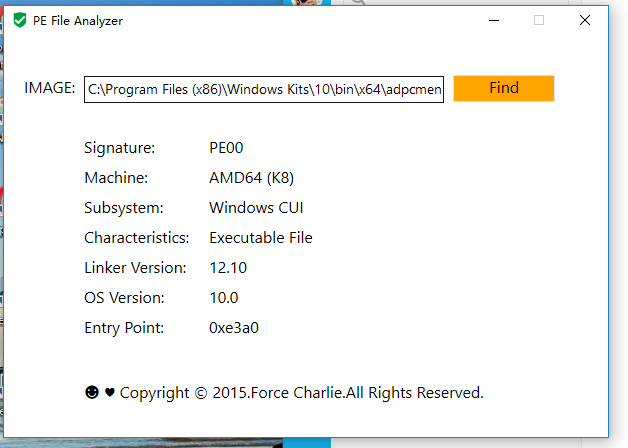 PE File Analyzer
IMAGE: C:\Program Files (x86)\Windows Kits\10\bin\x64\adpcmen Find
Signature: PE00
Machine: AMD64 (K8)
Subsystem: Windows CUI
Characteristics: Executable File
Linker Version: 12.10
OS Version: 10.0
Entry Point: 0xe3a0
☻ ♥ Copyright © 2015.Force Charlie.All Rights Reserved.